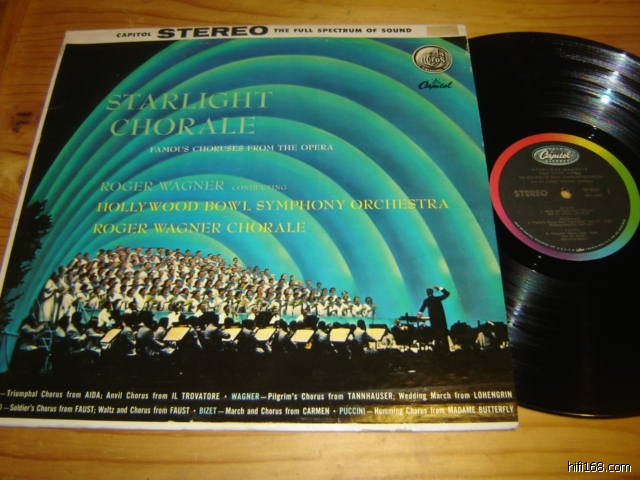 CAPITOL STEREO THE FULL SPECTRUM OF SOUND
Capitol
STARLIGHT
CHORALE
FAMOUS CHORUSES FROM THE OPERA
ROGER WAGNER CONDUCTING
HOLLYWOOD BOWL SYMPHONY ORCHESTRA
ROGER WAGNER CHORALE
—Triumphal Chorus from AIDA; Anvil Chorus from IL TROVATORE • WAGNER—Pilgrim's Chorus from TANNHAUSER; Wedding March from LOHENGRIN
—Soldier's Chorus from FAUST; Waltz and Chorus from FAUST • BIZET—March and Chorus from CARMEN • PUCCINI—Humming Chorus from MADAME BUTTERFLY
Capitol
STEREO
hifi168.com